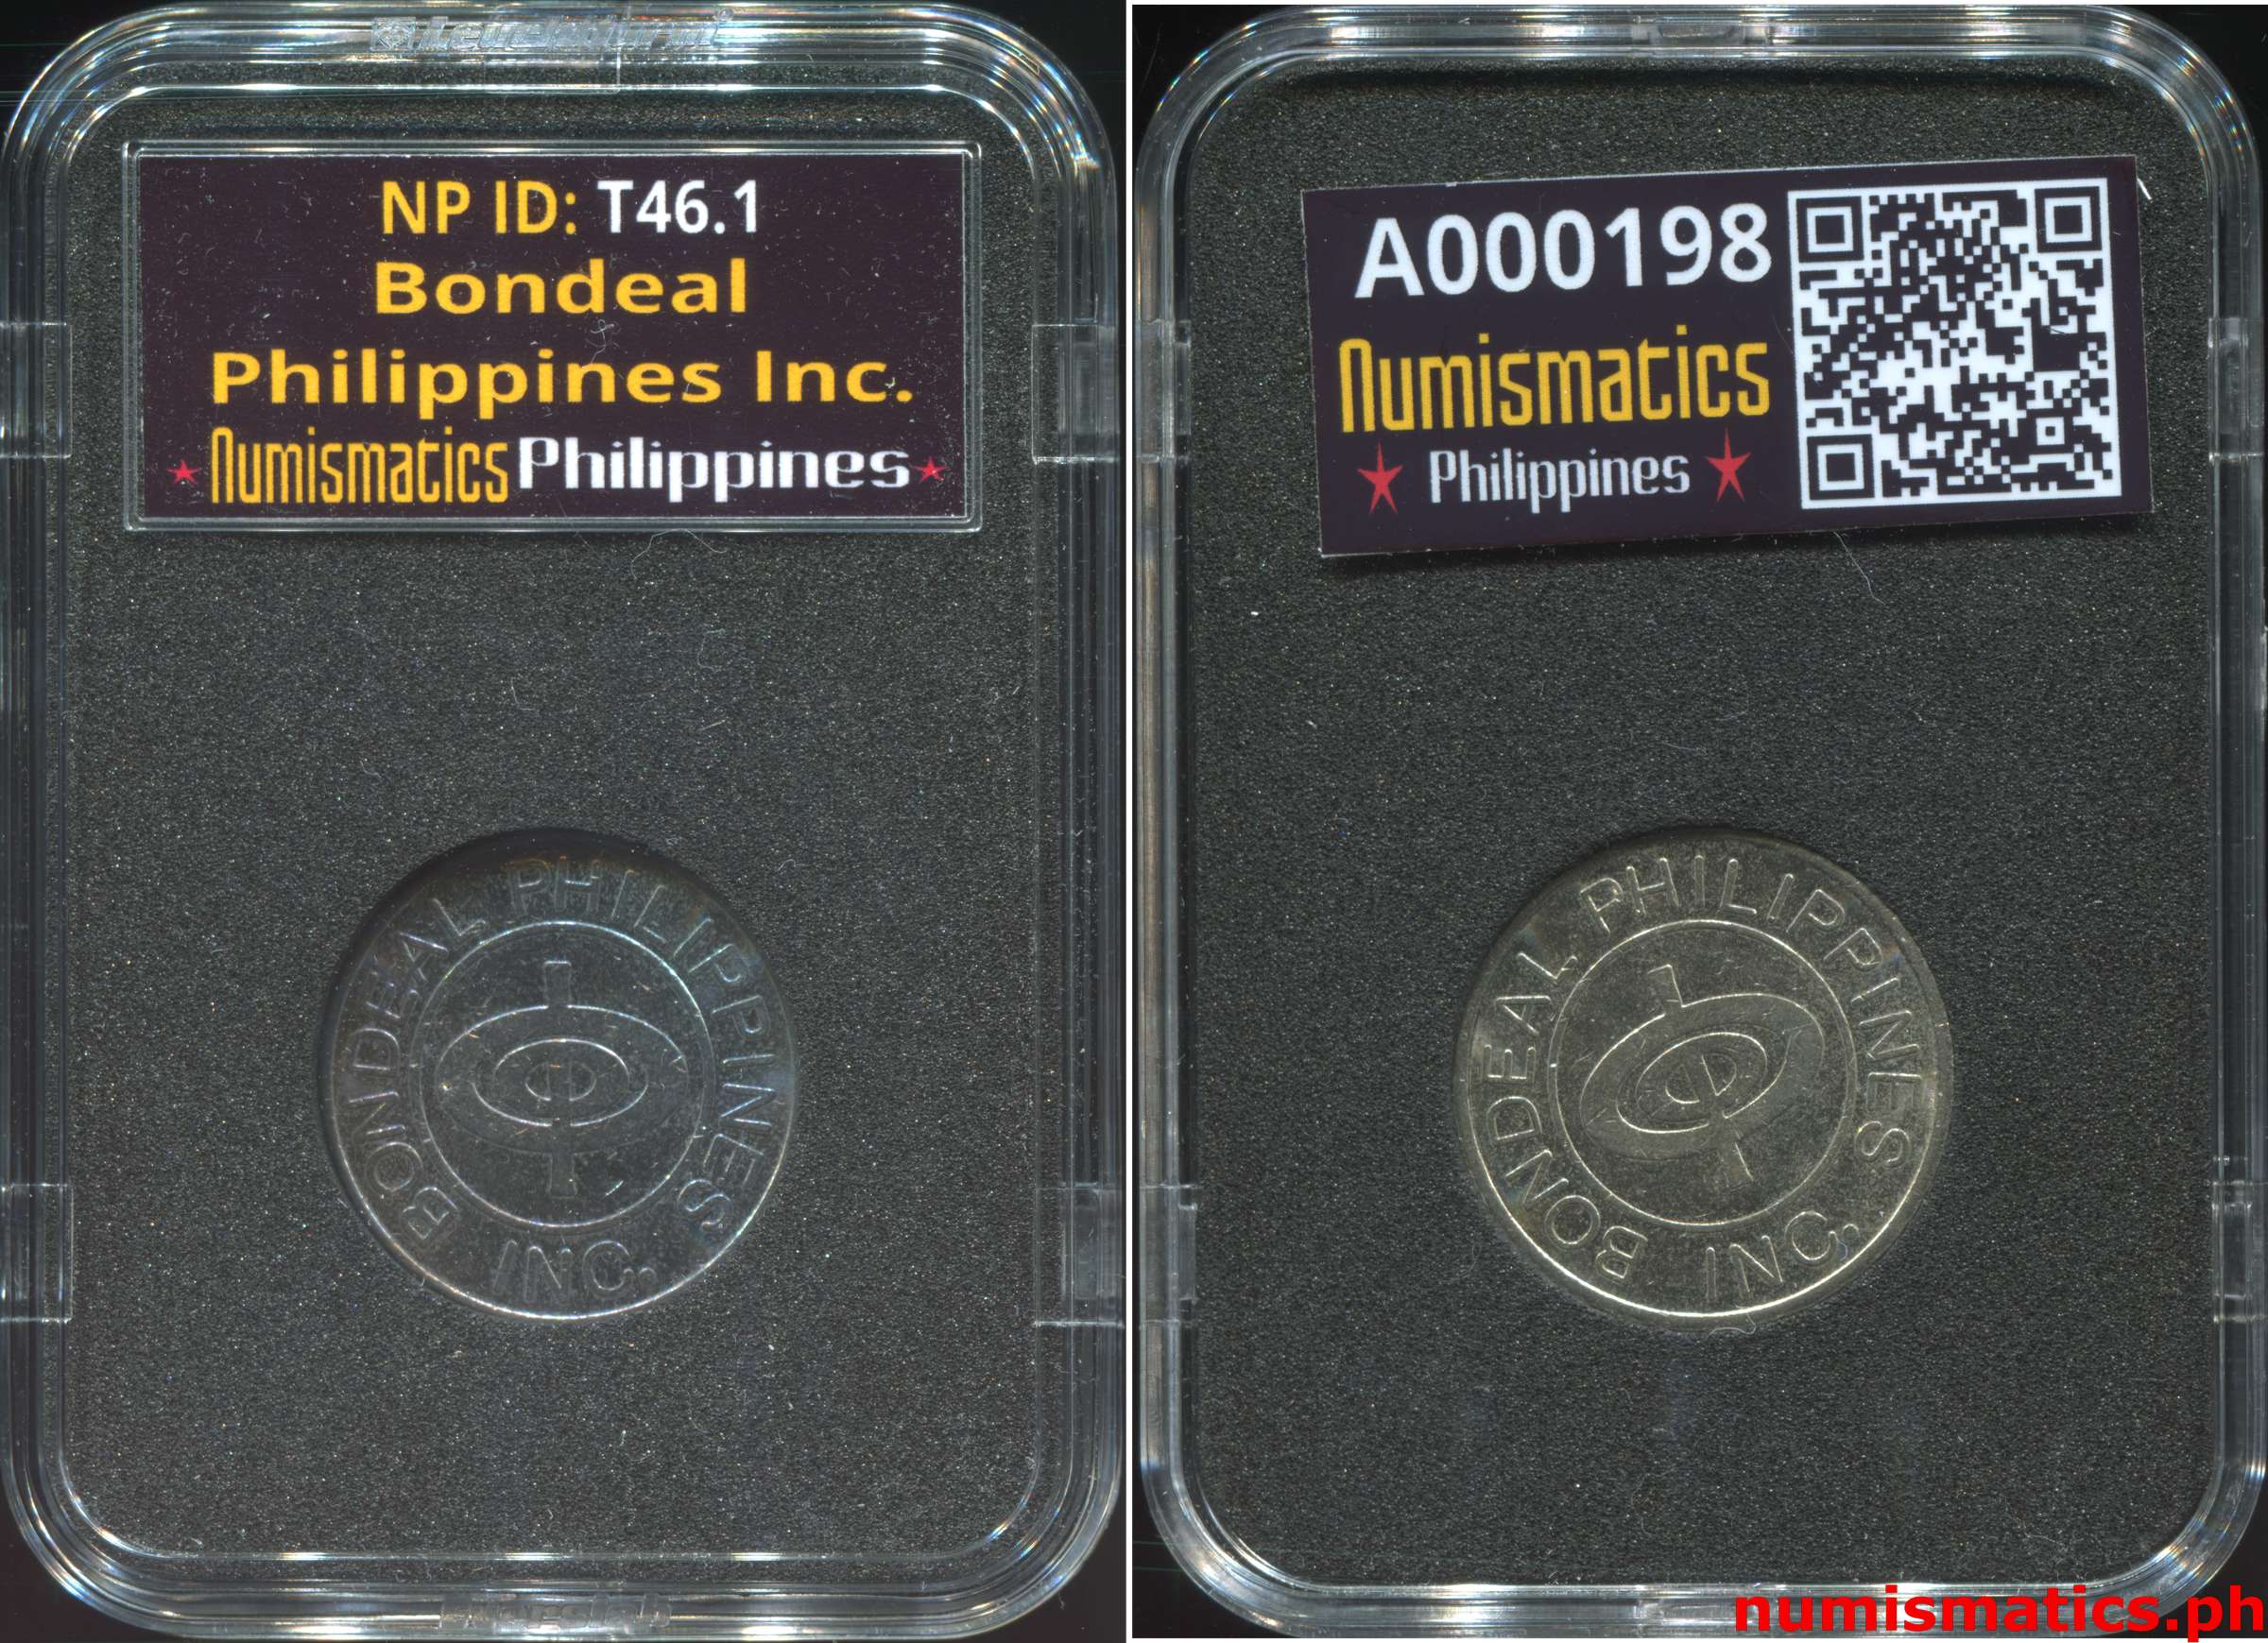 Leuchtturm
NP ID: T46.1
Bondeal
Philippines Inc.
Numismatics Philippines
BONDEAL PHILIPPINES
INC.
A000198
Numismatics
Philippines
BONDEAL PHILIPPINES
INC.
numismatics.ph